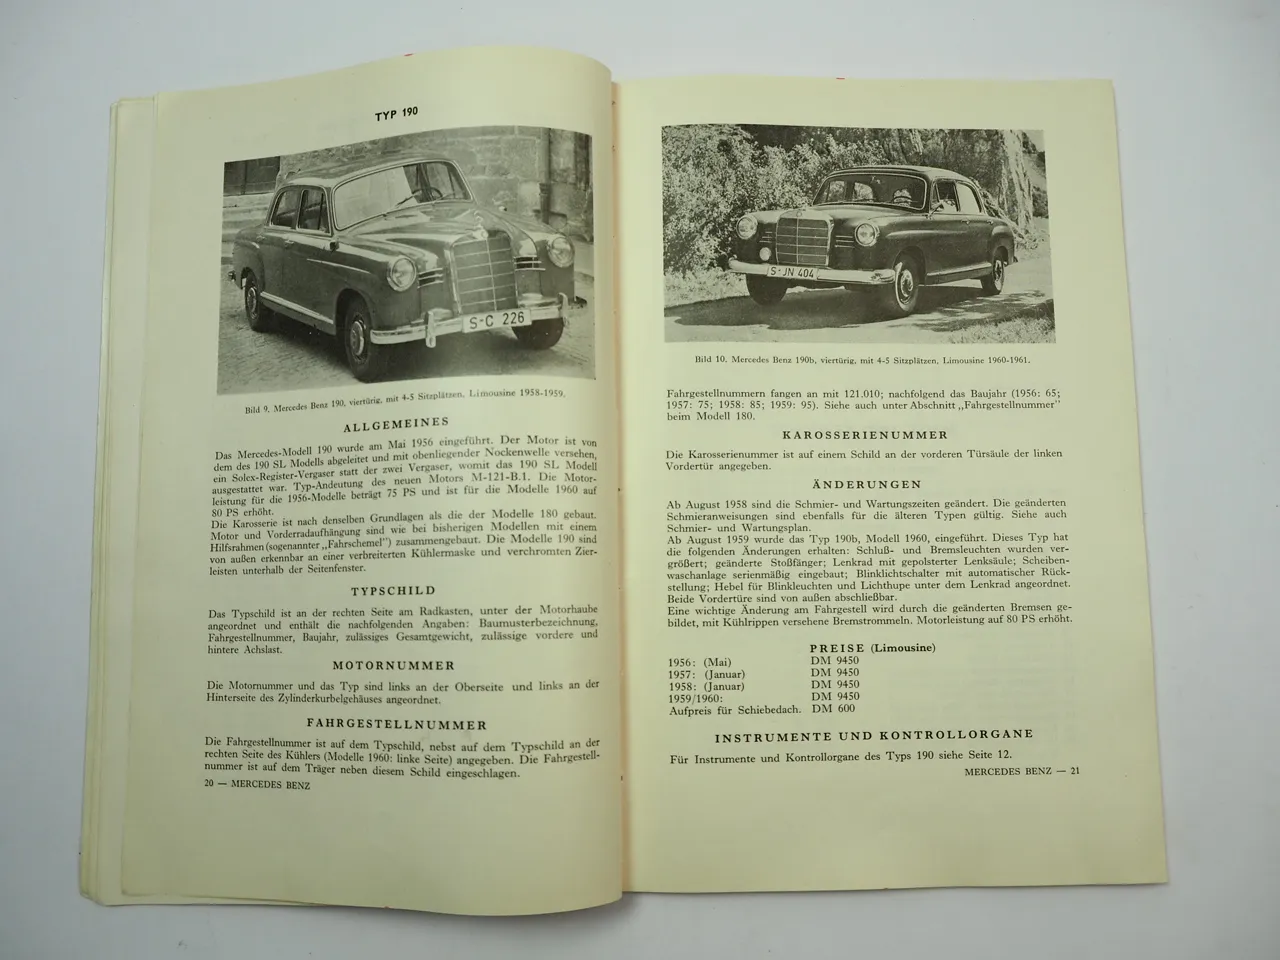 TYP 190
S-C 226
Bild 9. Mercedes Benz 190, viertürig, mit 4-5 Sitzplätzen, Limousine 1958-1959.
ALLGEMEINES
Das Mercedes-Modell 190 wurde am Mai 1956 eingeführt. Der Motor ist von
dem des 190 SL Modells abgeleitet und mit obenliegender Nockenwelle versehen,
ein Solex-Register-Vergaser statt der zwei Vergaser, womit das 190 SL Modell
ausgestattet war. Typ-Andeutung des neuen Motors M-121-B.1. Die Motor-
leistung für die 1956-Modelle beträgt 75 PS und ist für die Modelle 1960 auf
80 PS erhöht.
Die Karosserie ist nach denselben Grundlagen als die der Modelle 180 gebaut.
Motor und Vorderradaufhängung sind wie bei bisherigen Modellen mit einem
Hilfsrahmen (sogenannter „Fahrschemel") zusammengebaut. Die Modelle 190 sind
von außen erkennbar an einer verbreiterten Kühlermaske und verchromten Zier-
leisten unterhalb der Seitenfenster.
TYPSCHILD
Das Typschild ist an der rechten Seite am Radkasten, unter der Motorhaube
angeordnet und enthält die nachfolgenden Angaben: Baumusterbezeichnung,
Fahrgestellnummer, Baujahr, zulässiges Gesamtgewicht, zulässige vordere und
hintere Achslast.
MOTORNUMMER
Die Motornummer und das Typ sind links an der Oberseite und links an der
Hinterseite des Zylinderkurbelgehäuses angeordnet.
FAHRGESTELLNUMMER
Die Fahrgestellnummer ist auf dem Typschild, nebst auf dem Typschild an der
rechten Seite des Kühlers (Modelle 1960: linke Seite) angegeben. Die Fahrgestell-
nummer ist auf dem Träger neben diesem Schild eingeschlagen.
20 — MERCEDES BENZ
S-JN 404
Bild 10. Mercedes Benz 190b, viertürig, mit 4-5 Sitzplätzen, Limousine 1960-1961.
Fahrgestellnummern fangen an mit 121.010; nachfolgend das Baujahr (1956: 65;
1957: 75; 1958: 85; 1959: 95). Siehe auch unter Abschnitt „Fahrgestellnummer"
beim Modell 180.
KAROSSERIENUMMER
Die Karosserienummer ist auf einem Schild an der vorderen Türsäule der linken
Vordertür angegeben.
ÄNDERUNGEN
Ab August 1958 sind die Schmier- und Wartungszeiten geändert. Die geänderten
Schmieranweisungen sind ebenfalls für die älteren Typen gültig. Siehe auch
Schmier- und Wartungsplan.
Ab August 1959 wurde das Typ 190b, Modell 1960, eingeführt. Dieses Typ hat
die folgenden Änderungen erhalten: Schluß- und Bremsleuchten wurden ver-
größert; geänderte Stoßfänger; Lenkrad mit gepolsterter Lenksäule; Scheiben-
waschanlage serienmäßig eingebaut; Blinklichtschalter mit automatischer Rück-
stellung; Hebel für Blinkleuchten und Lichthupe unter dem Lenkrad angeordnet.
Beide Vordertüre sind von außen abschließbar.
Eine wichtige Änderung am Fahrgestell wird durch die geänderten Bremsen ge-
bildet, mit Kühlrippen versehene Bremstrommeln. Motorleistung auf 80 PS erhöht.
PREISE (Limousine)
1956: (Mai) DM 9450
1957: (Januar) DM 9450
1958: (Januar) DM 9450
1959/1960: DM 9450
Aufpreis für Schiebedach. DM 600
INSTRUMENTE UND KONTROLLORGANE
Für Instrumente und Kontrollorgane des Typs 190 siehe Seite 12.
MERCEDES BENZ — 21